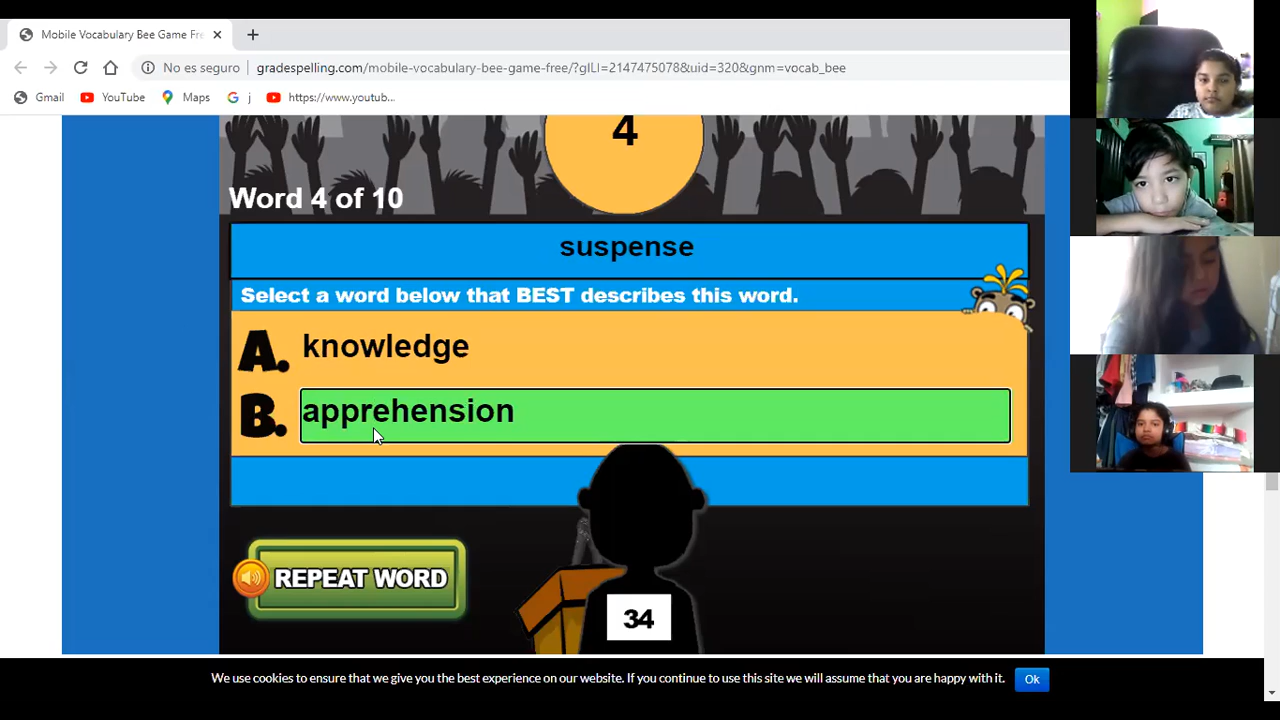 Mobile Vocabulary Bee Game Fre
No es seguro
gradespelling.com/mobile-vocabulary-bee-game-free/?glLI=2147475078&uid=320&gnm=vocab_bee
Gmail
YouTube
Maps
j
https://www.youtub...
4
Word 4 of 10
suspense
Select a word below that BEST describes this word.
A. knowledge
B. apprehension
REPEAT WORD
34
We use cookies to ensure that we give you the best experience on our website. If you continue to use this site we will assume that you are happy with it.
Ok